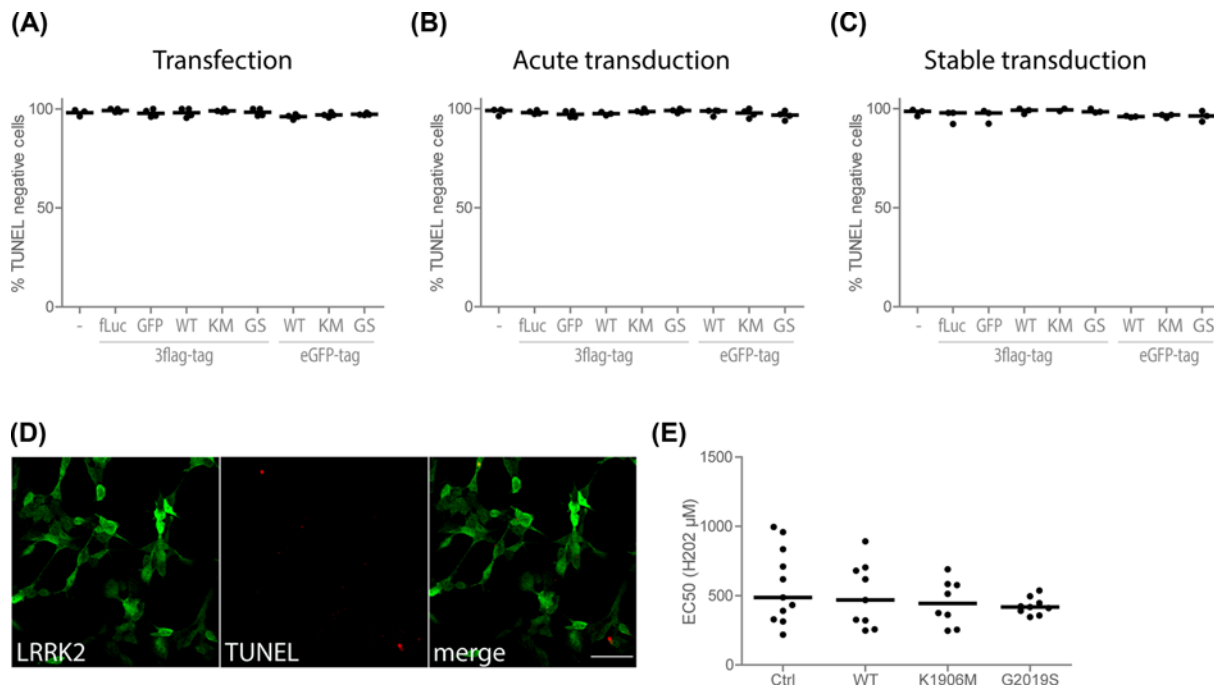 (A)
Transfection
% TUNEL negative cells
100
50
0
- fLuc GFP WT KM GS WT KM GS
3flag-tag eGFP-tag
(B)
Acute transduction
% TUNEL negative cells
100
50
0
- fLuc GFP WT KM GS WT KM GS
3flag-tag eGFP-tag
(C)
Stable transduction
% TUNEL negative cells
100
50
0
- fLuc GFP WT KM GS WT KM GS
3flag-tag eGFP-tag
(D)
LRRK2 TUNEL merge
(E)
EC50 (H202 µM)
1500
1000
500
0
Ctrl WT K1906M G2019S